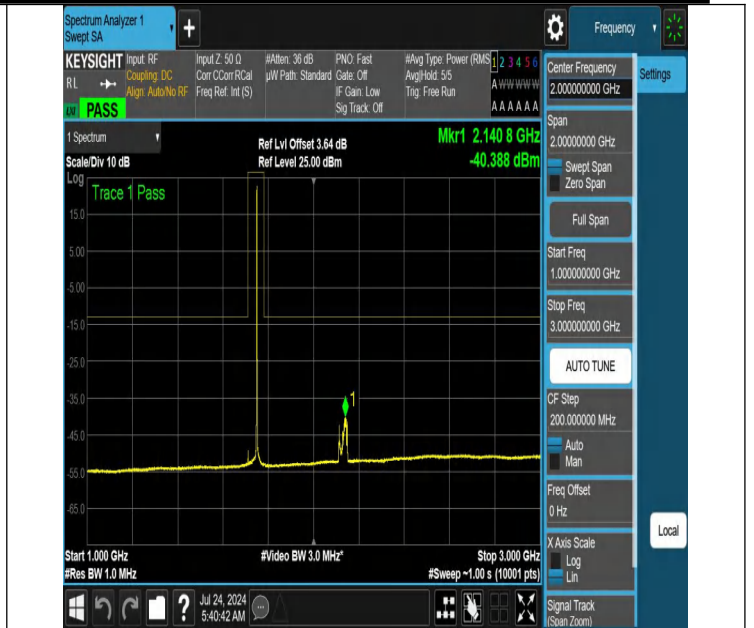 Spectrum Analyzer 1
Swept SA
Frequency
KEYSIGHT
RL
PASS
Input: RF
Coupling: DC
Align: Auto/No RF
Input Z: 50 Ω
Corr CCorr RCal
Freq Ref: Int (S)
#Atten: 36 dB
µW Path: Standard
PNO: Fast
Gate: Off
IF Gain: Low
Sig Track: Off
#Avg Type: Power (RMS
Avg|Hold: 5/5
Trig: Free Run
1 2 3 4 5 6
A W W W W W
A A A A A A
Settings
1 Spectrum
Scale/Div 10 dB
Ref Lvl Offset 3.64 dB
Ref Level 25.00 dBm
Mkr1 2.140 8 GHz
-40.388 dBm
Log
Trace 1 Pass
15.0
5.00
-5.00
-15.0
-25.0
-35.0
-45.0
-55.0
-65.0
1
Start 1.000 GHz
#Res BW 1.0 MHz
#Video BW 3.0 MHz*
Stop 3.000 GHz
#Sweep ~1.00 s (10001 pts)
Center Frequency
2.000000000 GHz
Span
2.00000000 GHz
Swept Span
Zero Span
Full Span
Start Freq
1.000000000 GHz
Stop Freq
3.000000000 GHz
AUTO TUNE
CF Step
200.000000 MHz
Auto
Man
Freq Offset
0 Hz
X Axis Scale
Log
Lin
Signal Track
(Span Zoom)
Local
?
Jul 24, 2024
5:40:42 AM